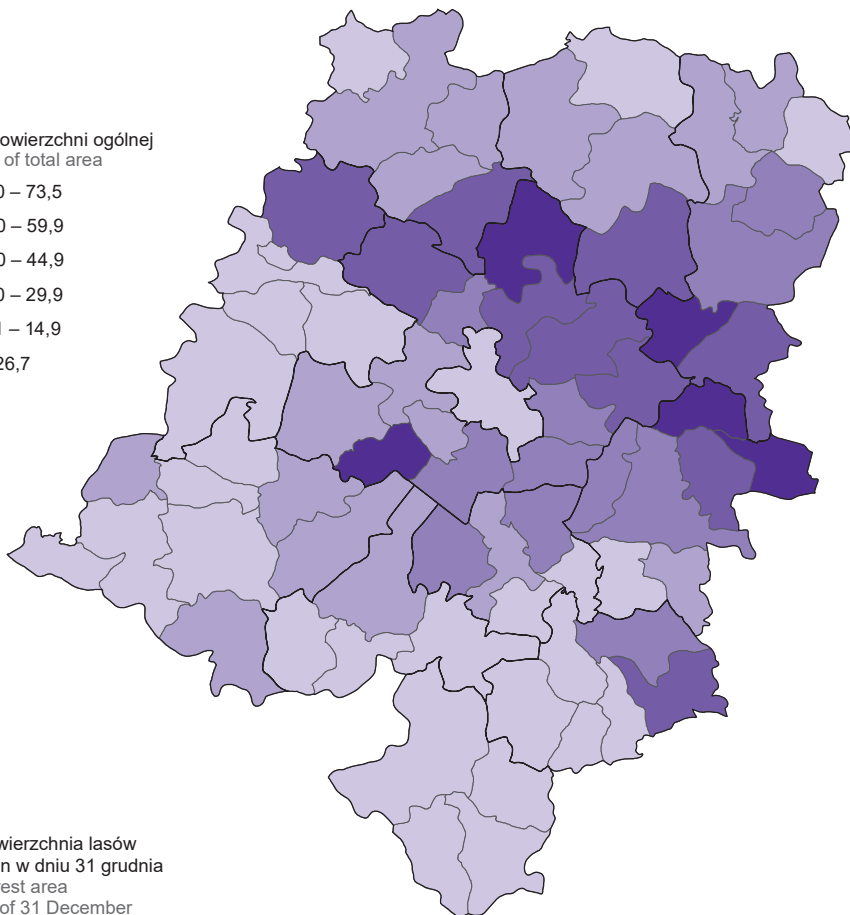 owierzchni ogólnej
of total area
0 – 73,5
0 – 59,9
0 – 44,9
0 – 29,9
1 – 14,9
26,7
wierzchnia lasów
n w dniu 31 grudnia
rest area
of 31 December